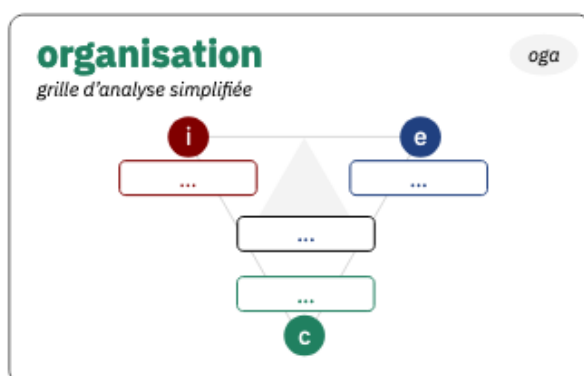 organisation
oga
grille d'analyse simplifiée
i
e
...
...
...
...
c